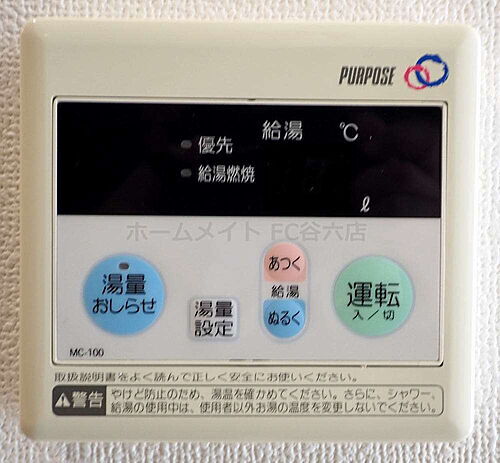 PURPOSE
給湯 ℃
優先
給湯燃焼
ℓ
ホームメイト FC谷六店
湯量
おしらせ
湯量
設定
あつく
給湯
ぬるく
運転
入／切
MC-100
取扱説明書をよく読んで正しく安全にお使いください。
警告
やけど防止のため、湯温を確かめてください。さらに、シャワー、
給湯の使用中は、使用者以外お湯の温度を変更しないでください。